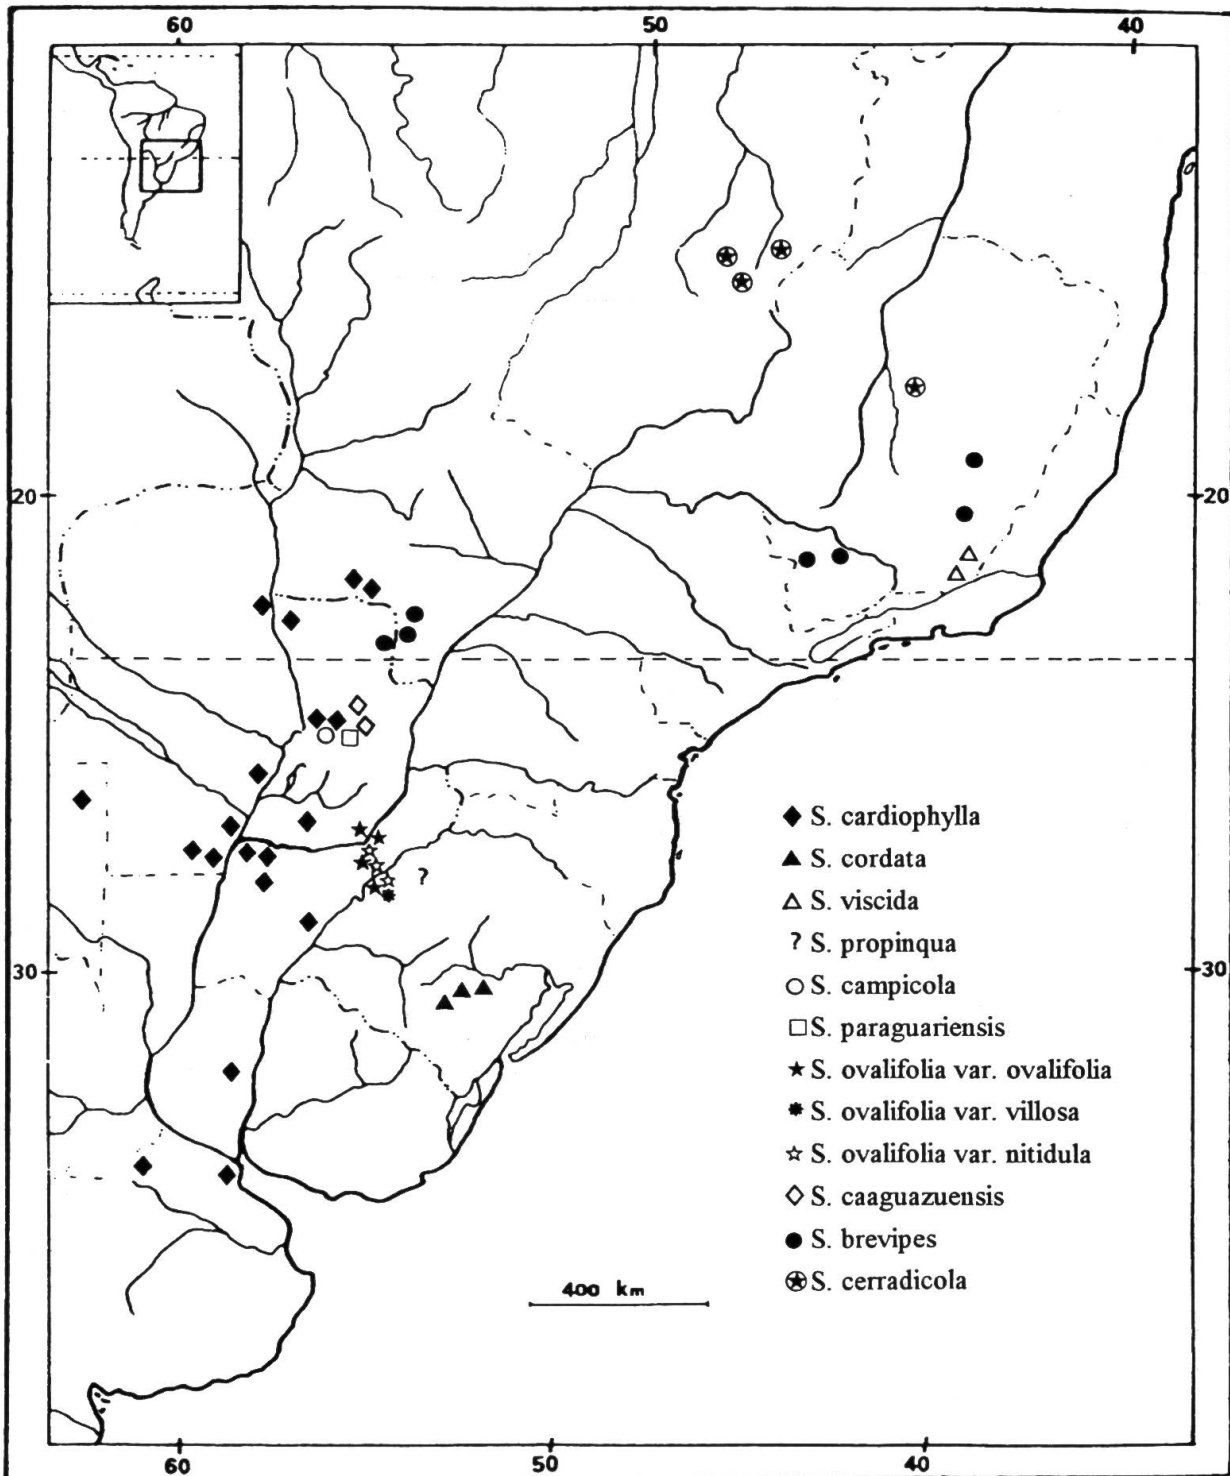 60 50 40
20 20
?
30 30
S. cardiophylla
S. cordata
S. viscida
? S. propinqua
S. campicola
S. paraguariensis
S. ovalifolia var. ovalifolia
S. ovalifolia var. villosa
S. ovalifolia var. nitidula
S. caaguazuensis
S. brevipes
S. cerradicola
400 km
60 50 40